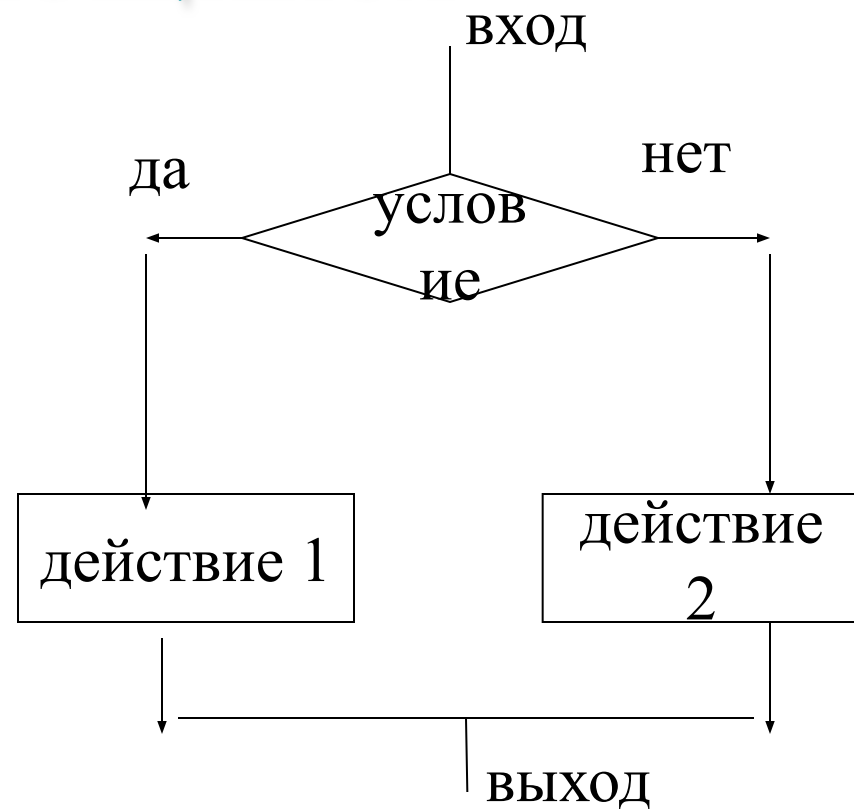 вход
да
нет
услов
ие
действие 1
действие
2
выход